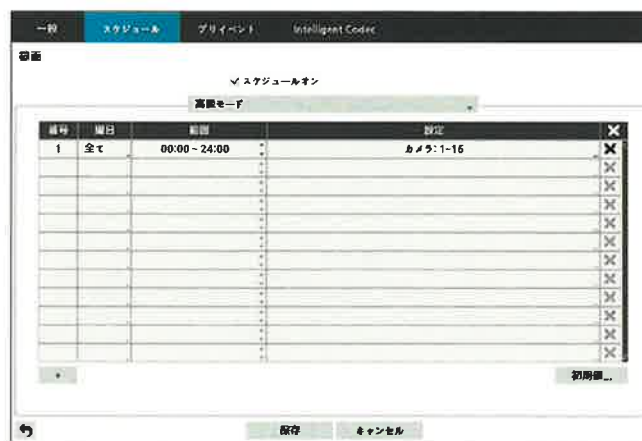 一般 スケジュール プリイベント Intelligent Codec
録画
✓ スケジュールオン
高度モード
番号 曜日 範囲 設定 X
1 全て 00:00 ~ 24:00 カメラ: 1-16
+ 初期値...
保存 キャンセル